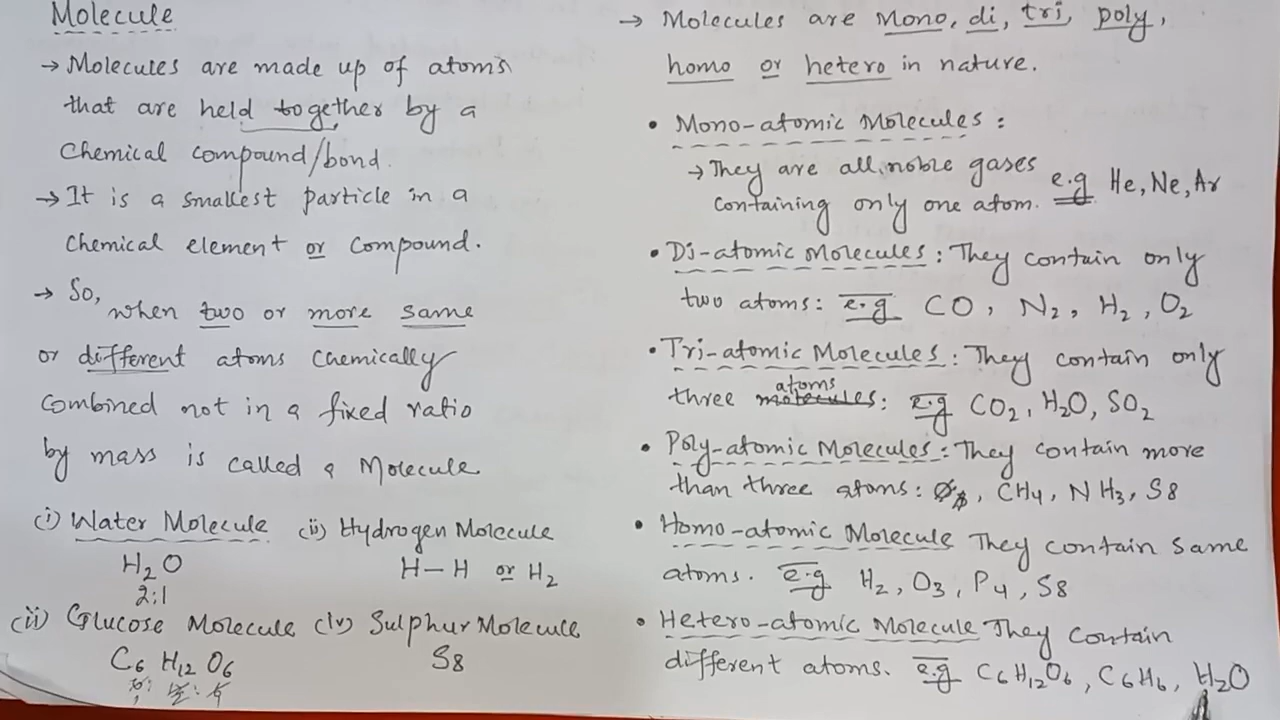 Molecule
→ Molecules are made up of atoms
that are held together by a
Chemical compound/bond.
→ It is a smallest particle in a
Chemical element or Compound.
→ So, when two or more same
or different atoms chemically
combined not in a fixed ratio
by mass is called a Molecule
(i) Water Molecule (ii) Hydrogen Molecule
H2O H-H or H2
2:1
(ii) Glucose Molecule (iv) Sulphur Molecule
C6 H12 O6 S8
→ Molecules are Mono, di, tri, poly,
homo or hetero in nature.
• Mono-atomic Molecules:
→ They are all noble gases e.g He, Ne, Ar
containing only one atom.
• Di-atomic Molecules: They contain only
two atoms: e.g CO, N2, H2, O2
• Tri-atomic Molecules: They contain only
three atoms: e.g CO2, H2O, SO2
• Poly-atomic Molecules: They contain more
than three atoms: CH4, NH3, S8
• Homo-atomic Molecule They contain same
atoms. e.g H2, O3, P4, S8
• Hetero-atomic Molecule They contain
different atoms. e.g C6H12O6, C6H6, H2O